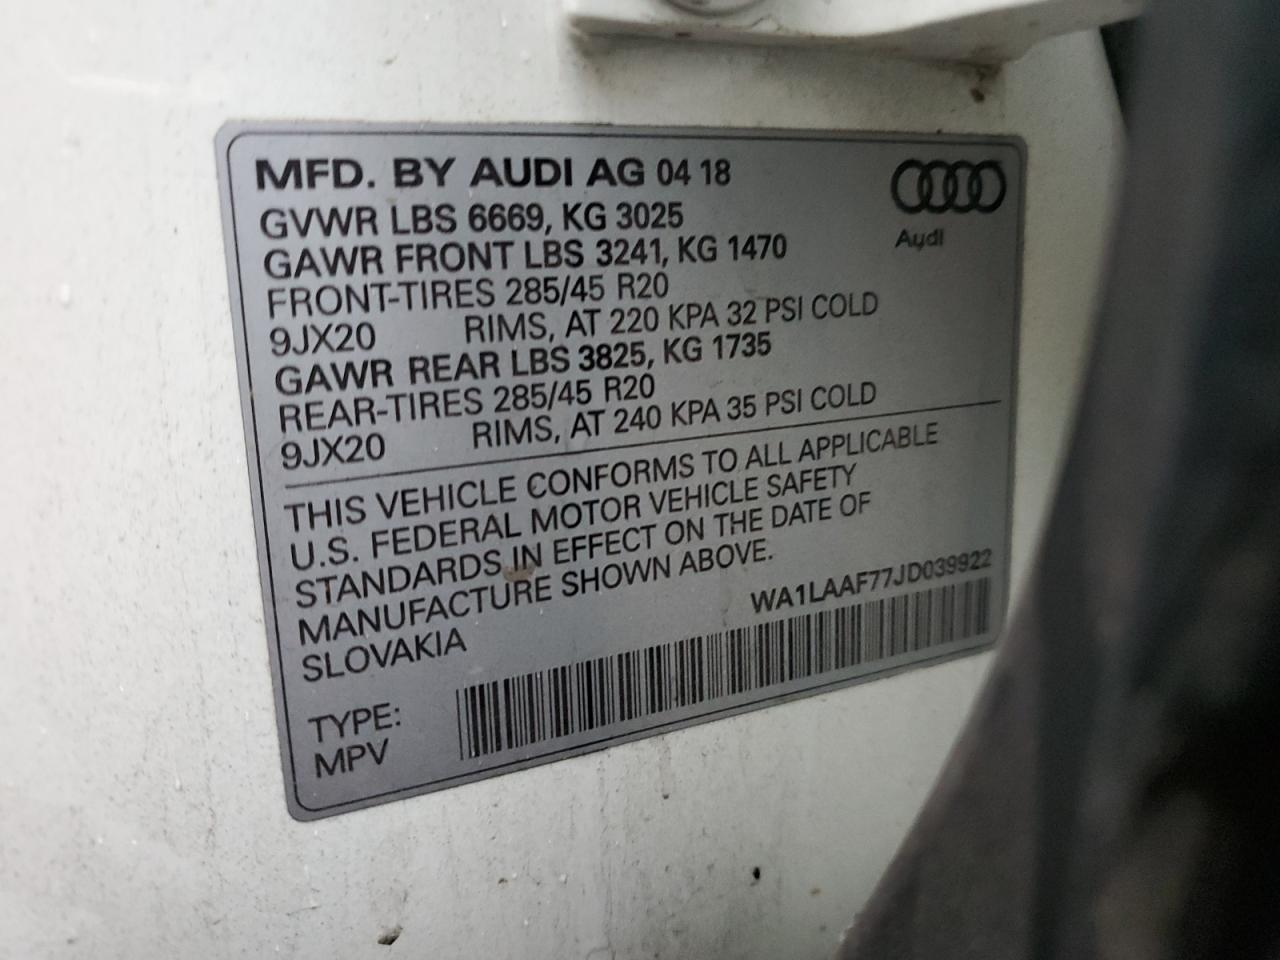 MFD. BY AUDI AG 04 18
GVWR LBS 6669, KG 3025
GAWR FRONT LBS 3241, KG 1470
FRONT-TIRES 285/45 R20
9JX20 RIMS, AT 220 KPA 32 PSI COLD
GAWR REAR LBS 3825, KG 1735
REAR-TIRES 285/45 R20
9JX20 RIMS, AT 240 KPA 35 PSI COLD
Audi
THIS VEHICLE CONFORMS TO ALL APPLICABLE
U.S. FEDERAL MOTOR VEHICLE SAFETY
STANDARDS IN EFFECT ON THE DATE OF
MANUFACTURE SHOWN ABOVE.
SLOVAKIA
WA1LAAF77JD039922
TYPE:
MPV